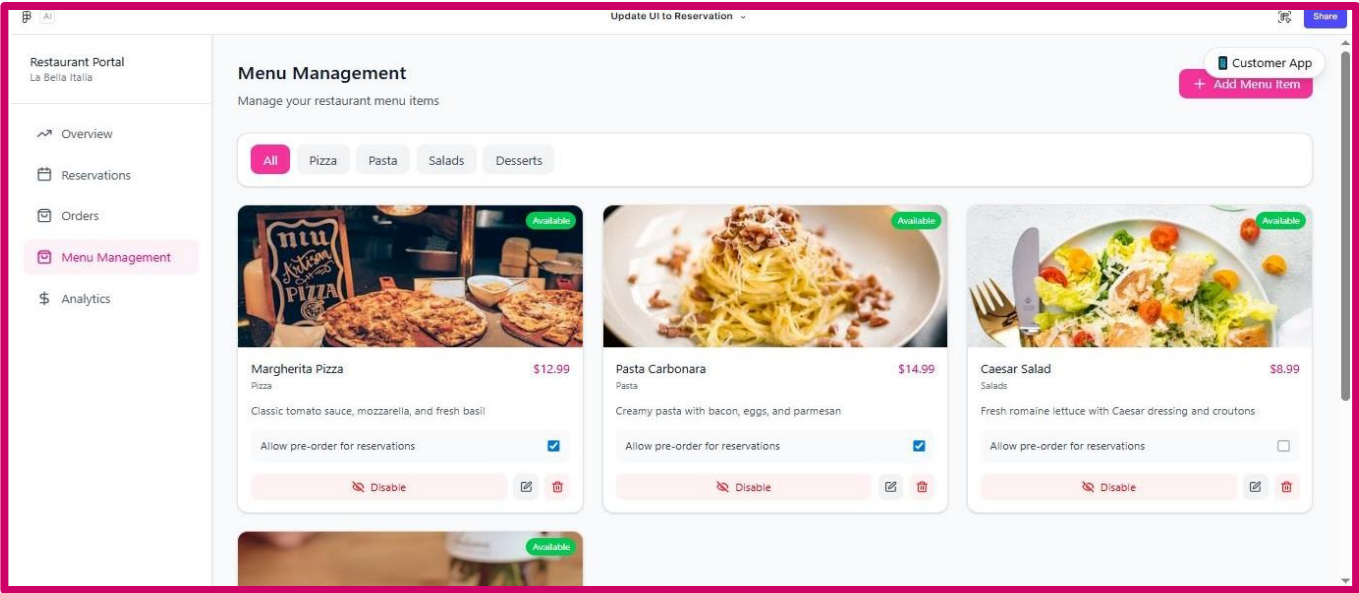 AI
Update UI to Reservation
Share
Restaurant Portal
La Bella Italia
Overview
Reservations
Orders
Menu Management
Analytics
Menu Management
Manage your restaurant menu items
Customer App
+ Add Menu Item
All
Pizza
Pasta
Salads
Desserts
niu
Artisan
PIZZA
Available
Margherita Pizza
$12.99
Pizza
Classic tomato sauce, mozzarella, and fresh basil
Allow pre-order for reservations
Disable
Available
Pasta Carbonara
$14.99
Pasta
Creamy pasta with bacon, eggs, and parmesan
Allow pre-order for reservations
Disable
Available
Caesar Salad
$8.99
Salads
Fresh romaine lettuce with Caesar dressing and croutons
Allow pre-order for reservations
Disable
Available